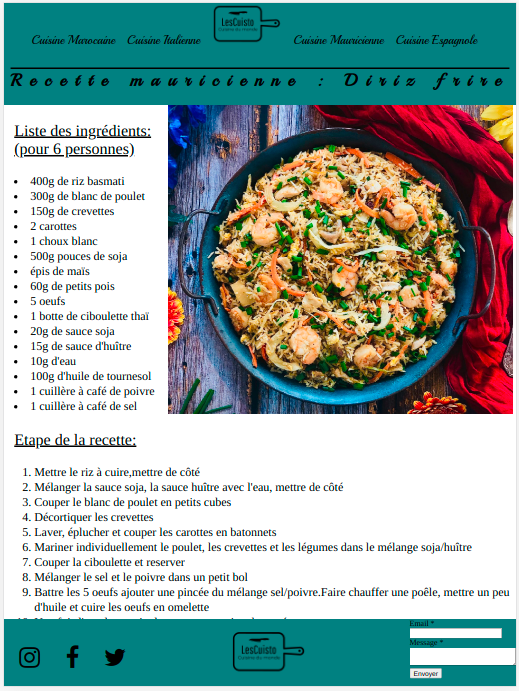 LesCuisto
Cuisine du monde
Cuisine Marocaine Cuisine Italienne Cuisine Mauricienne Cuisine Espagnole
Recette mauricienne : Diriz frire
Liste des ingrédients:
(pour 6 personnes)
400g de riz basmati
300g de blanc de poulet
150g de crevettes
2 carottes
1 choux blanc
500g pouces de soja
épis de maïs
60g de petits pois
5 oeufs
1 botte de ciboulette thaï
20g de sauce soja
15g de sauce d'huître
10g d'eau
100g d'huile de tournesol
1 cuillère à café de poivre
1 cuillère à café de sel
Etape de la recette:
1. Mettre le riz à cuire,mettre de côté
2. Mélanger la sauce soja, la sauce huître avec l'eau, mettre de côté
3. Couper le blanc de poulet en petits cubes
4. Décortiquer les crevettes
5. Laver, éplucher et couper les carottes en batonnets
6. Mariner individuellement le poulet, les crevettes et les légumes dans le mélange soja/huître
7. Couper la ciboulette et reserver
8. Mélanger le sel et le poivre dans un petit bol
9. Battre les 5 oeufs ajouter une pincée du mélange sel/poivre.Faire chauffer une poêle, mettre un peu
d'huile et cuire les oeufs en omelette
Email *
Message *
LesCuisto
Cuisine du monde
Envoyer